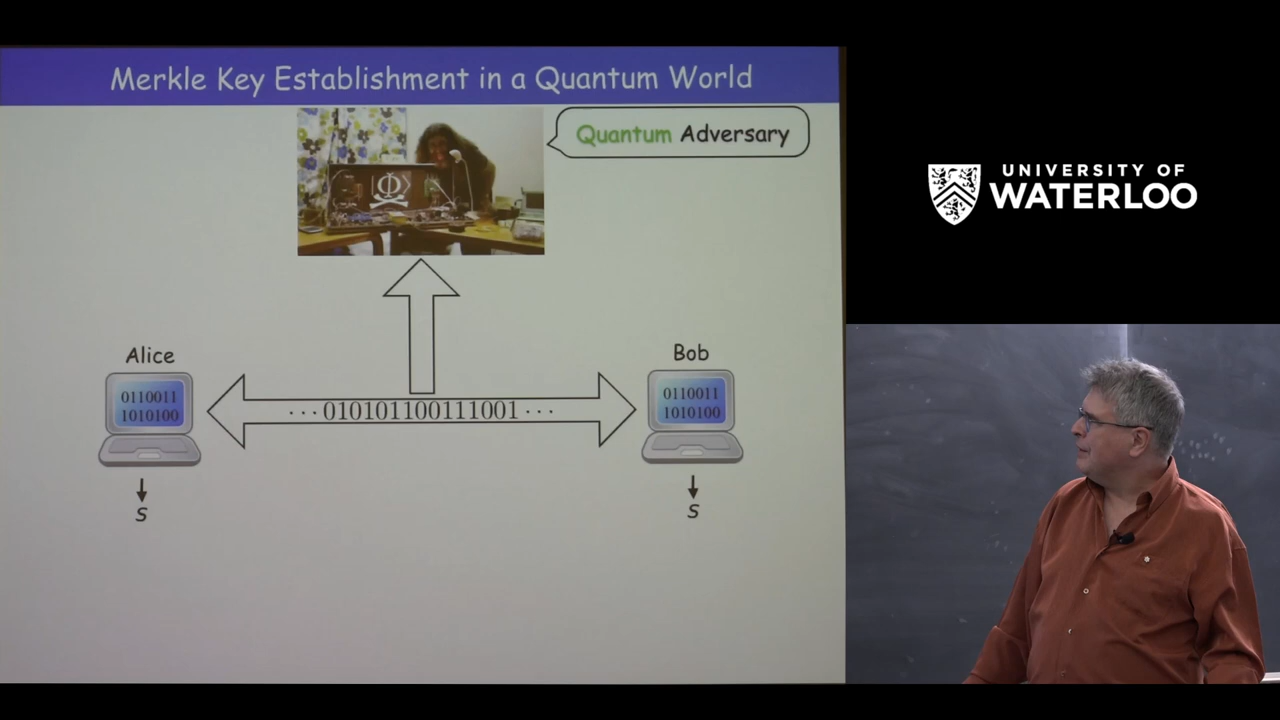 Merkle Key Establishment in a Quantum World
Quantum Adversary
|Φ⟩
Alice
Bob
0110011
1010100
···010101100111001···
0110011
1010100
s
s
UNIVERSITY OF
WATERLOO